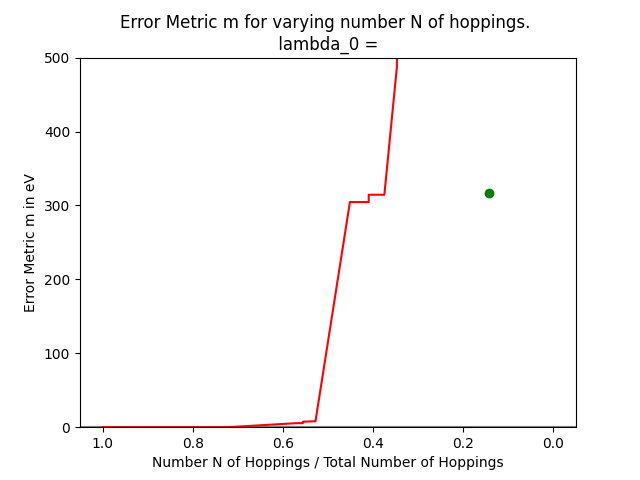 Error Metric m for varying number N of hoppings.
lambda_0 =
500
400
300
200
100
0
Error Metric m in eV
1.0 0.8 0.6 0.4 0.2 0.0
Number N of Hoppings / Total Number of Hoppings